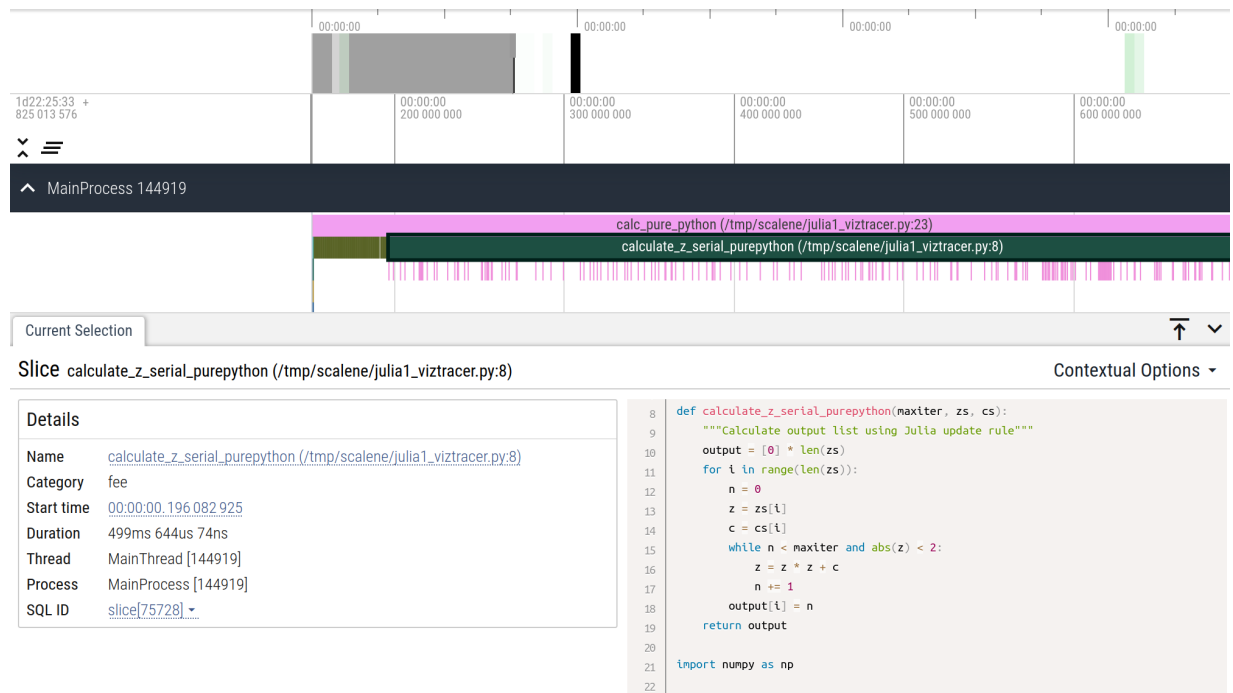 00:00:00 00:00:00 00:00:00 00:00:00
1d22:25:33 +
825 013 576
00:00:00 00:00:00 00:00:00 00:00:00 00:00:00
200 000 000 300 000 000 400 000 000 500 000 000 600 000 000
MainProcess 144919
calc_pure_python (/tmp/scalene/julia1_viztracer.py:23)
calculate_z_serial_purepython (/tmp/scalene/julia1_viztracer.py:8)
Current Selection
Slice calculate_z_serial_purepython (/tmp/scalene/julia1_viztracer.py:8)
Contextual Options
Details
Name calculate_z_serial_purepython (/tmp/scalene/julia1_viztracer.py:8)
Category fee
Start time 00:00:00.196 082 925
Duration 499ms 644us 74ns
Thread MainThread [144919]
Process MainProcess [144919]
SQL ID slice[75728]
8 def calculate_z_serial_purepython(maxiter, zs, cs):
9 """Calculate output list using Julia update rule"""
10 output = [0] * len(zs)
11 for i in range(len(zs)):
12 n = 0
13 z = zs[i]
14 c = cs[i]
15 while n < maxiter and abs(z) < 2:
16 z = z * z + c
17 n += 1
18 output[i] = n
19 return output
20
21 import numpy as np
22